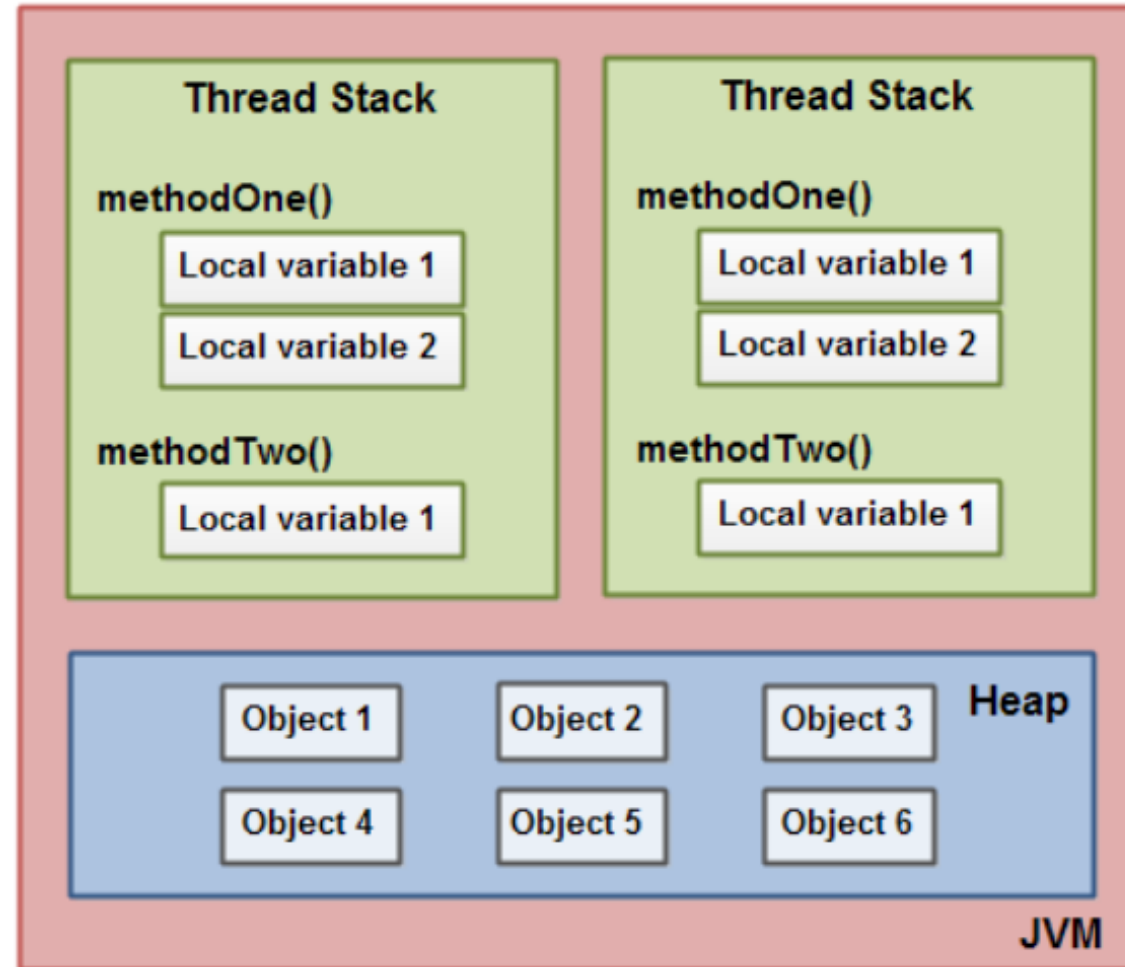 Thread Stack
methodOne()
Local variable 1
Local variable 2
methodTwo()
Local variable 1
Thread Stack
methodOne()
Local variable 1
Local variable 2
methodTwo()
Local variable 1
Heap
Object 1
Object 2
Object 3
Object 4
Object 5
Object 6
JVM